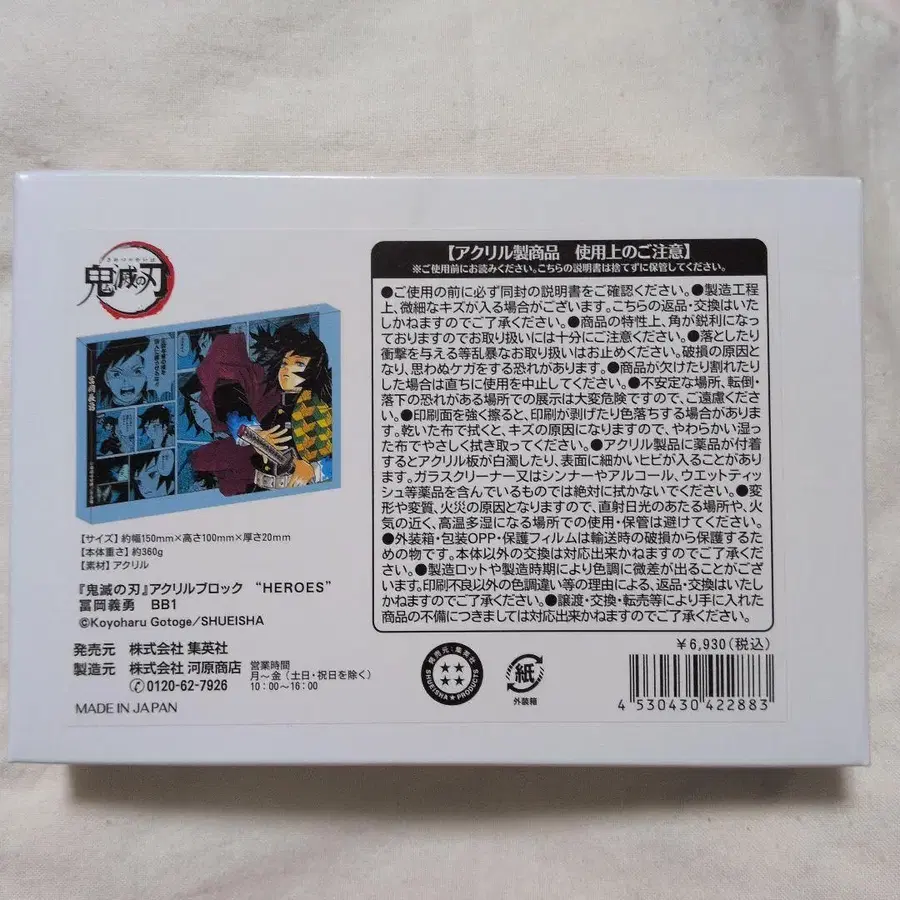 きめつのやいば
鬼滅の刃
冨岡義勇
【サイズ】約幅150mm×高さ100mm×厚さ20mm
【本体重さ】約360g
【素材】アクリル
『鬼滅の刃』アクリルブロック “HEROES”
冨岡義勇 BB1
©Koyoharu Gotoge/SHUEISHA
発売元 株式会社 集英社
製造元 株式会社 河原商店
✆0120-62-7926
営業時間
月~金(土日・祝日を除く)
10:00~16:00
MADE IN JAPAN
【アクリル製商品 使用上のご注意】
※ご使用前にお読みください。こちらの説明書は捨てずに保管してください。
●ご使用の前に必ず同封の説明書をご確認ください。●製造工程
上、微細なキズが入る場合がございます。こちらの返品・交換はいた
しかねますのでご了承ください。●商品の特性上、角が鋭利になっ
ておりますのでお取り扱いには十分にご注意ください。●落としたり
衝撃を与える等乱暴なお取り扱いはお止めください。破損の原因と
なり、思わぬケガをする恐れがあります。●商品が欠けたり割れたり
した場合は直ちに使用を中止してください。●不安定な場所、転倒・
落下の恐れがある場所での展示は大変危険ですので、ご遠慮くださ
い。●印刷面を強く擦ると、印刷が剥げたり色落ちする場合がありま
す。乾いた布で拭くと、キズの原因になりますので、やわらかい湿っ
た布でやさしく拭き取ってください。●アクリル製品に薬品が付着
するとアクリル板が白濁したり、表面に細かいヒビが入ることがあり
ます。ガラスクリーナー又はシンナーやアルコール、ウエットティッ
シュ等薬品を含んでいるものでは絶対に拭かないでください。●変
形や変質、火災の原因となりますので、直射日光のあたる場所や、火
気の近く、高温多湿になる場所での使用・保管は避けてください。
●外装箱・包装OPP・保護フィルムは輸送時の破損から保護するた
めの物です。本体以外の交換は対応出来かねますのでご了承くださ
い。●製造ロットや製造時期により色調に微差が出ることがござい
ます。印刷不良以外の色調違い等の理由による、返品・交換はいたし
かねますのでご了承ください。●譲渡・交換・転売等により手に入れた
商品の不備につきましては対応出来かねますのでご了承ください。
¥6,930(税込)
発売元:集英社
SHUEISHA★PRODUCTS
紙
外装箱
4 530430 422883